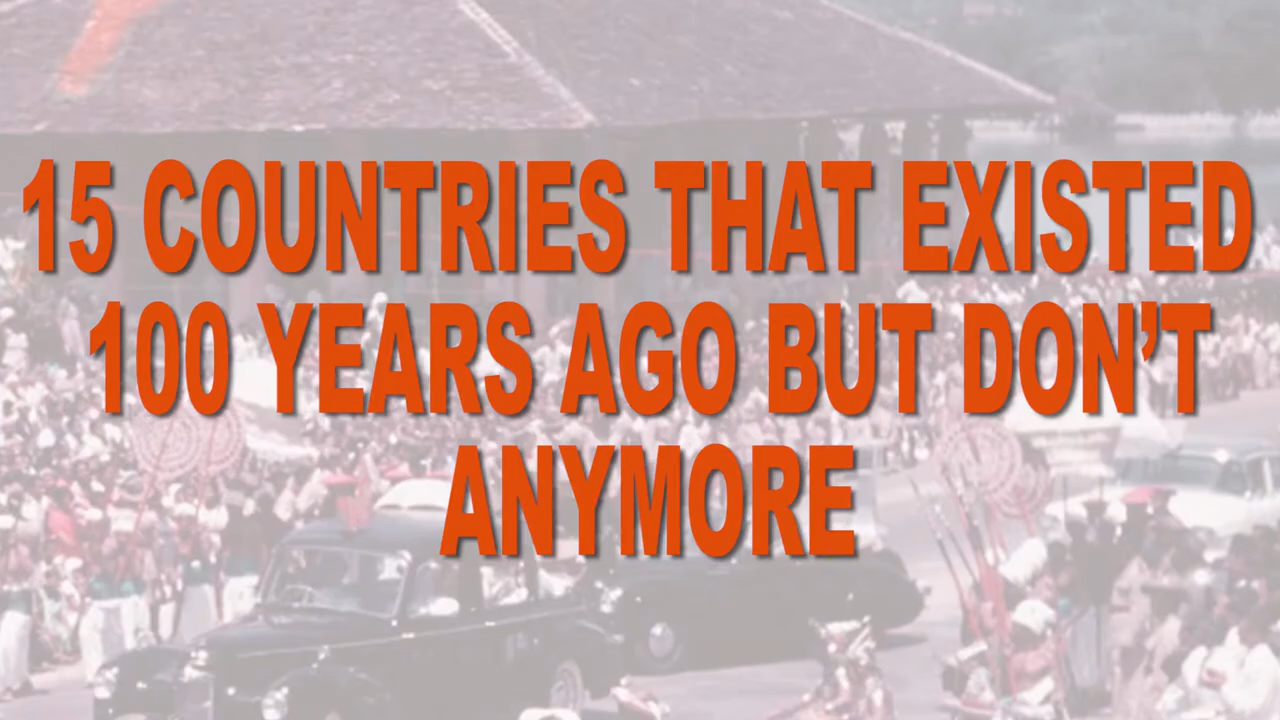 15 COUNTRIES THAT EXISTED
100 YEARS AGO BUT DON’T
ANYMORE